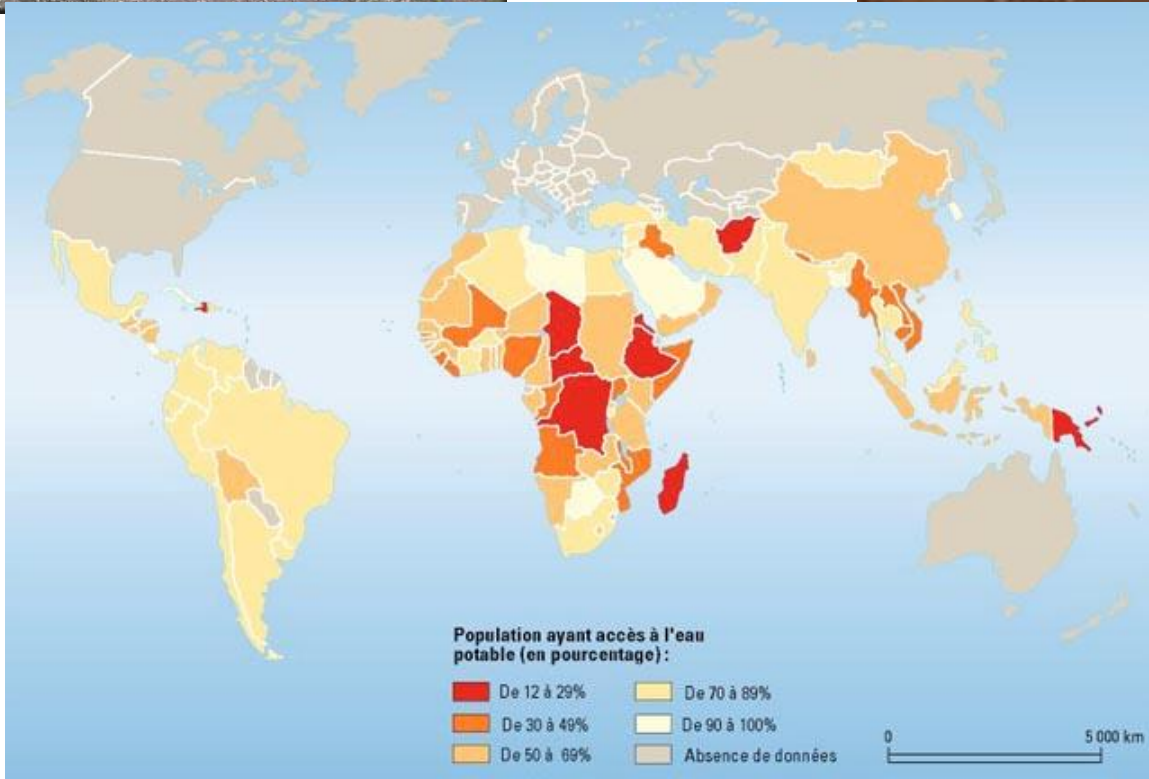 Population ayant accès à l'eau
potable (en pourcentage) :
De 12 à 29%
De 30 à 49%
De 50 à 69%
De 70 à 89%
De 90 à 100%
Absence de données
0 5 000 km